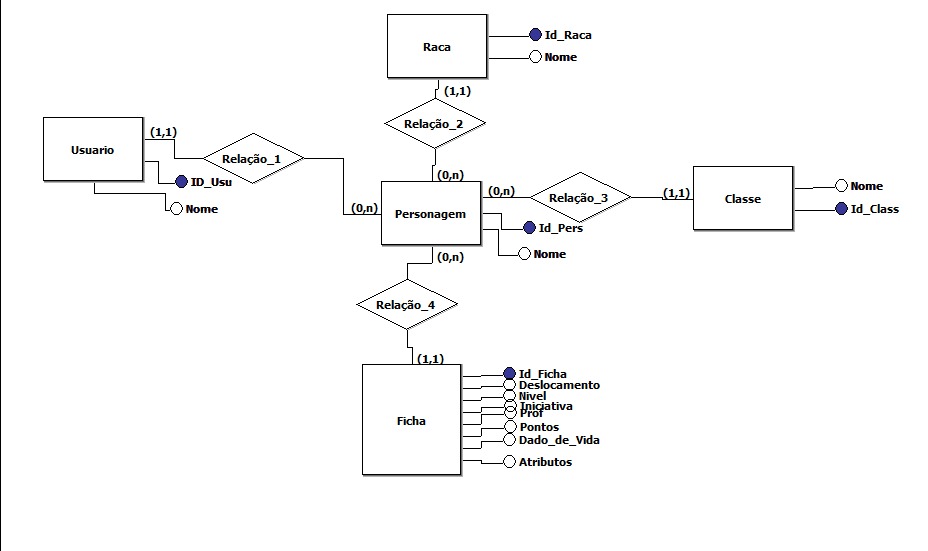 Raca
Id_Raca
Nome
(1,1)
Relação_2
(0,n)
Usuario
(1,1)
Relação_1
ID_Usu
Nome
(0,n)
Personagem
(0,n)
Relação_3
(1,1)
Classe
Nome
Id_Class
Id_Pers
Nome
(0,n)
Relação_4
(1,1)
Ficha
Id_Ficha
Deslocamento
Nivel
Iniciativa
Prof
Pontos
Dado_de_Vida
Atributos